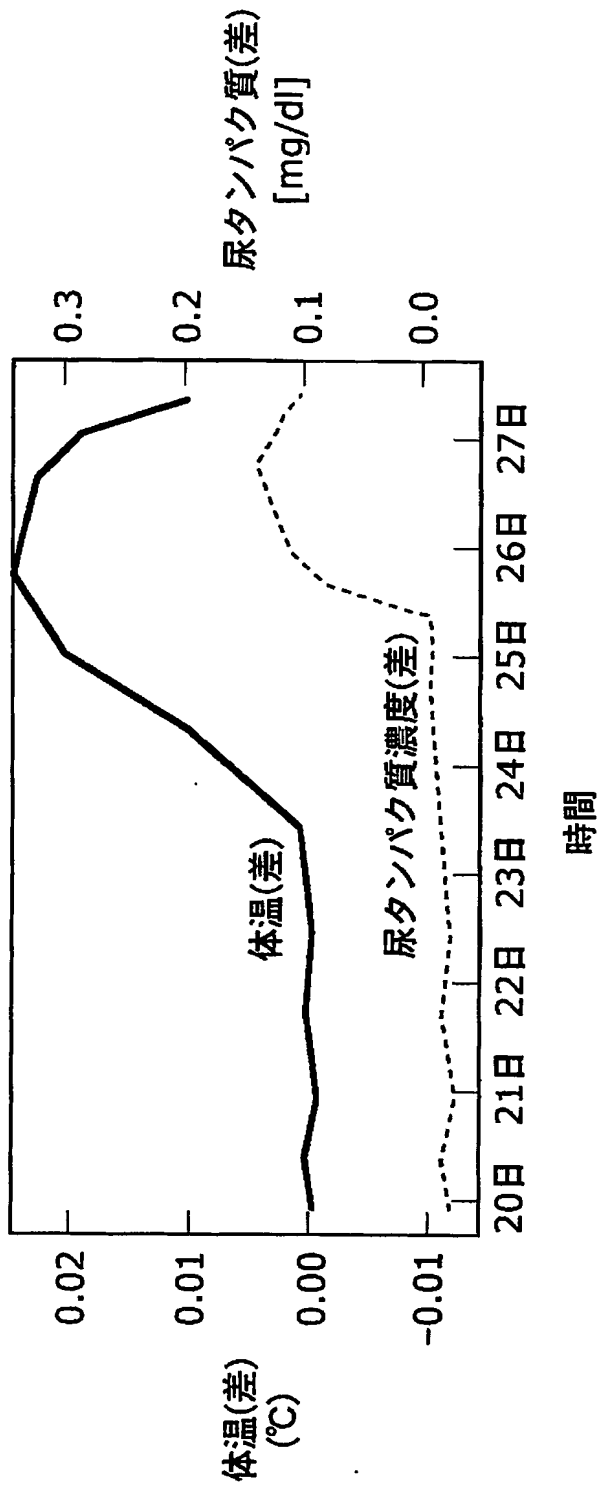 体温(差)
(℃)
0.02
0.01
0.00
-0.01
体温(差)
尿タンパク質濃度(差)
尿タンパク質(差)
[mg/dl]
0.3
0.2
0.1
0.0
20日 21日 22日 23日 24日 25日 26日 27日
時間